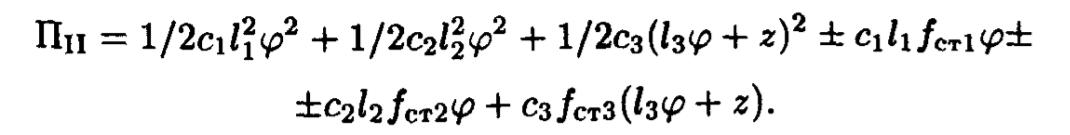 Π_II = 1/2c₁l₁²φ² + 1/2c₂l₂²φ² + 1/2c₃(l₃φ + z)² ± c₁l₁f_ст1φ±
±c₂l₂f_ст2φ + c₃f_ст3(l₃φ + z).